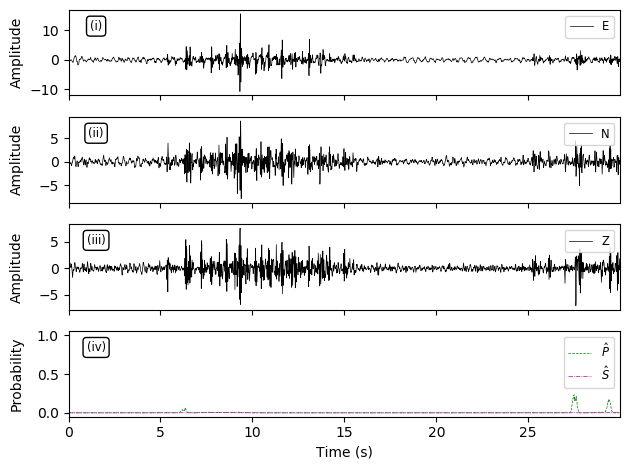 Amplitude
10
0
−10
(i)
E
Amplitude
5
0
−5
(ii)
N
Amplitude
5
0
−5
(iii)
Z
Probability
1.0
0.5
0.0
(iv)
P̂
Ŝ
0 5 10 15 20 25
Time (s)